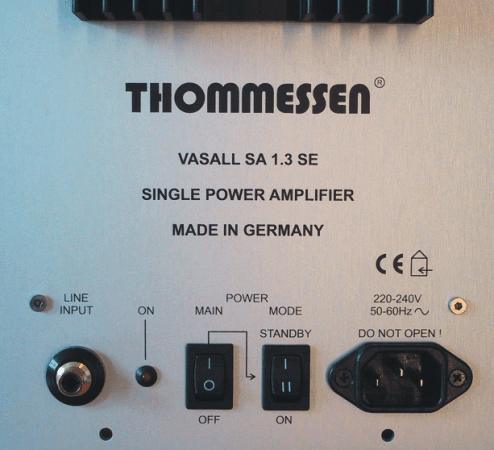 THOMMESSEN®
VASALL SA 1.3 SE
SINGLE POWER AMPLIFIER
MADE IN GERMANY
CE
LINE
INPUT
ON
POWER
MAIN
MODE
STANDBY
I
O
OFF
I
II
ON
220-240V
50-60Hz ~
DO NOT OPEN !